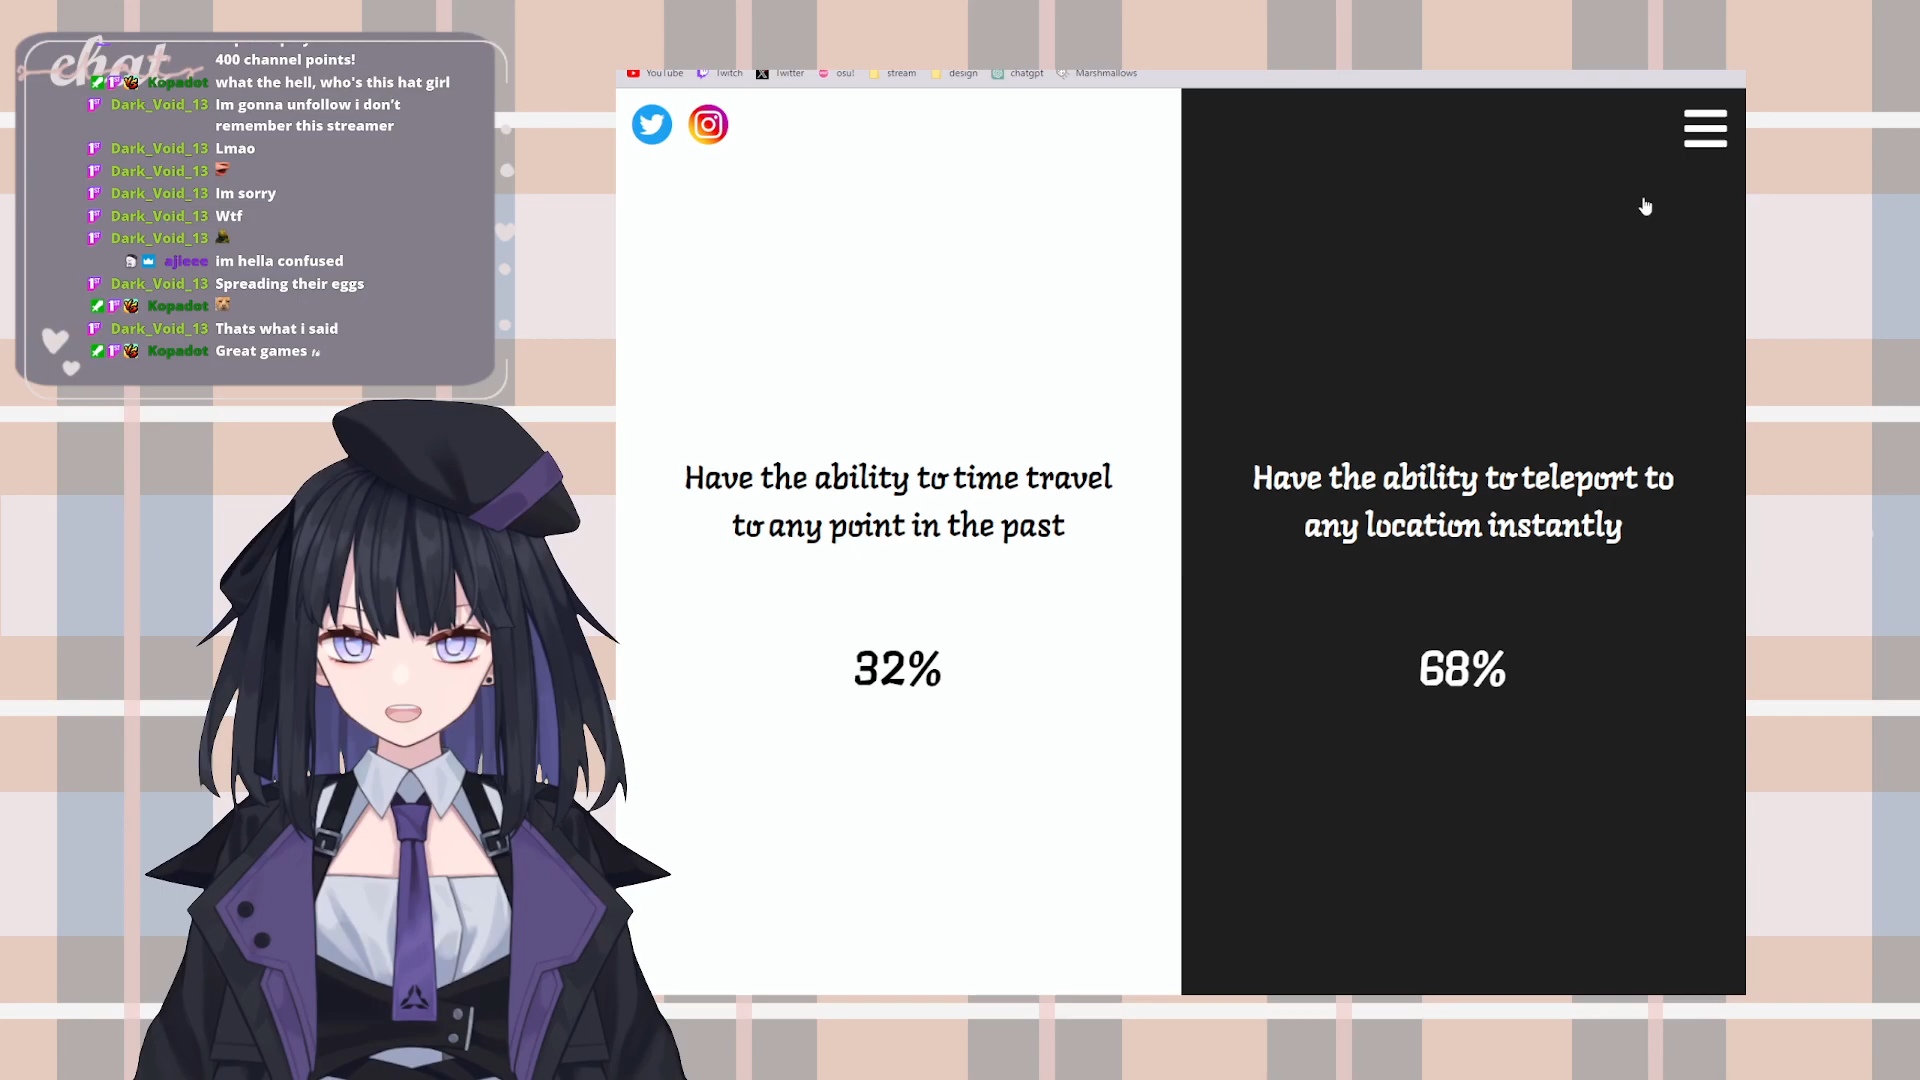 chat
400 channel points!
Kopadot what the hell, who's this hat girl
Dark_Void_13 Im gonna unfollow i don't
remember this streamer
Dark_Void_13 Lmao
Dark_Void_13
Dark_Void_13 Im sorry
Dark_Void_13 Wtf
Dark_Void_13
ajieee im hella confused
Dark_Void_13 Spreading their eggs
Kopadot
Dark_Void_13 Thats what i said
Kopadot Great games
YouTube Twitch Twitter osu! stream design chatgpt Marshmallows
Have the ability to time travel
to any point in the past
32%
Have the ability to teleport to
any location instantly
68%